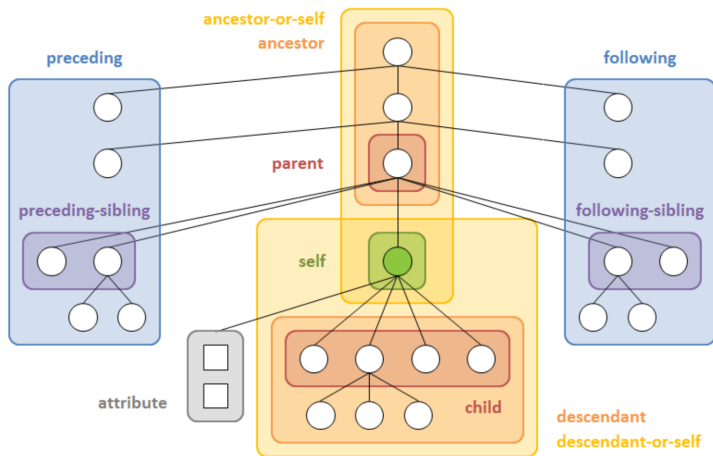 ancestor-or-self
ancestor
preceding
following
parent
preceding-sibling
following-sibling
self
attribute
child
descendant
descendant-or-self